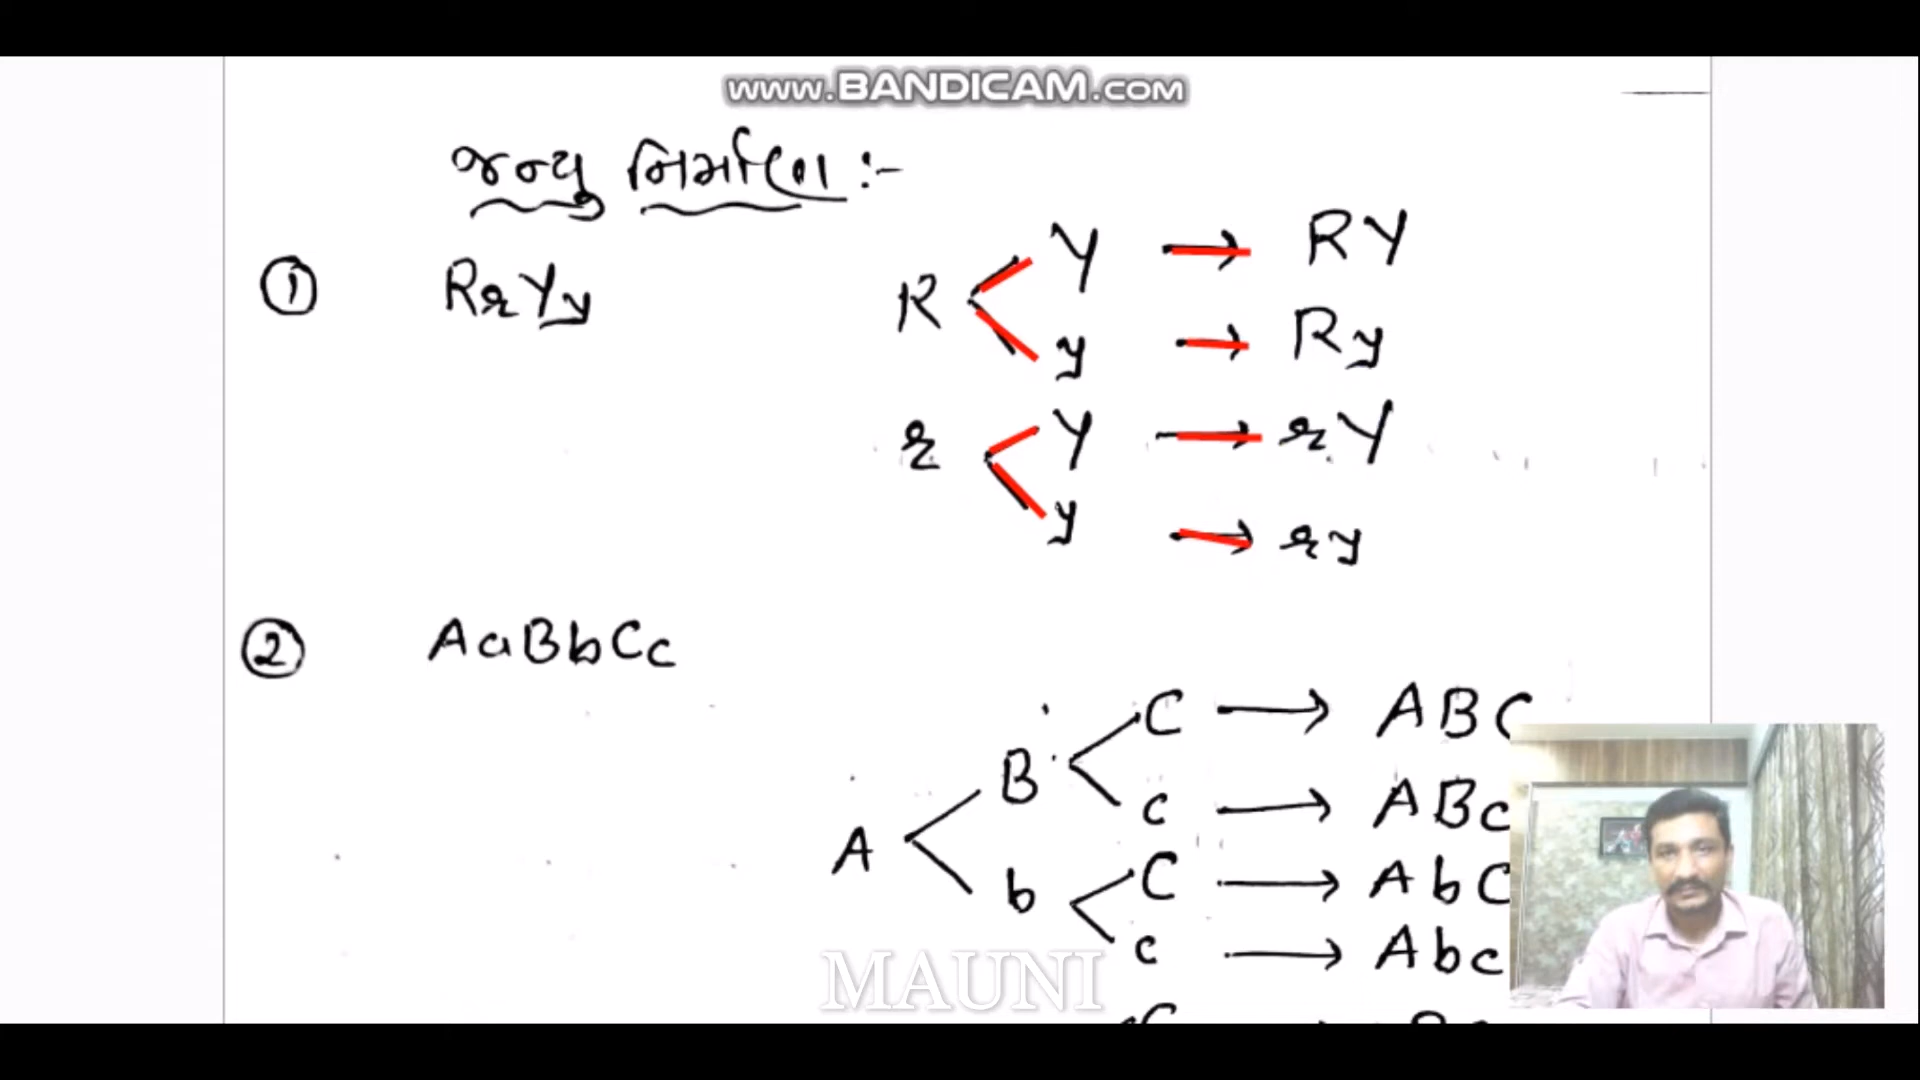 www.BANDICAM.com
જન્યુ નિર્માણ :-
① RrYy
R Y → RY
y → Ry
r Y → rY
y → ry
② AaBbCc
A B C → ABC
c → ABc
b C → AbC
c → Abc
MAUNI